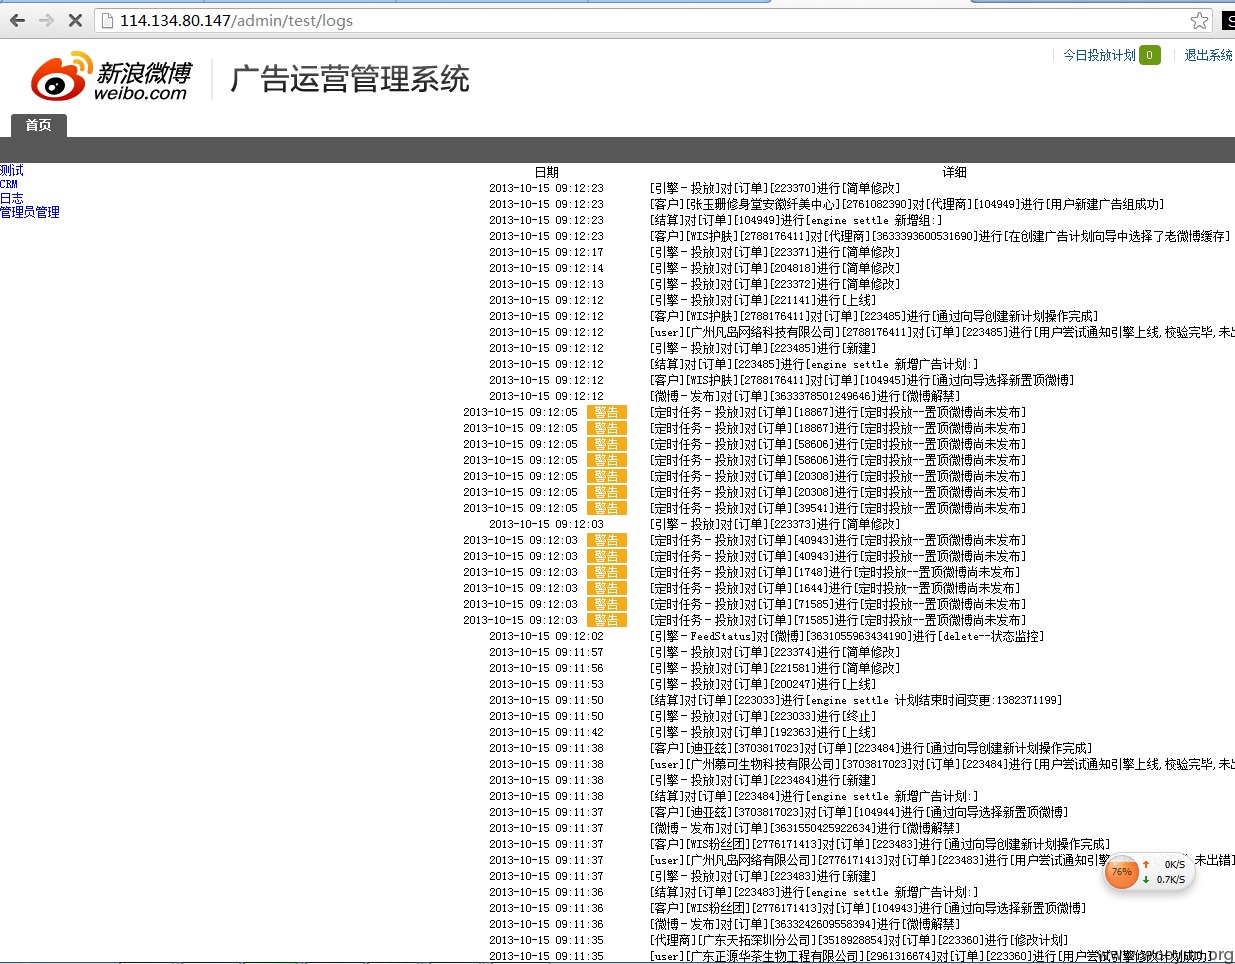 114.134.80.147/admin/test/logs
新浪微博
weibo.com
广告运营管理系统
今日投放计划 0 退出系统
首页
测试
CRM
日志
管理员管理
日期 详细
2013-10-15 09:12:23 [引擎－投放]对[订单][223370]进行[简单修改]
2013-10-15 09:12:23 [客户][张玉珊修身堂安徽纤美中心][2761082390]对[代理商][104949]进行[用户新建广告组成功]
2013-10-15 09:12:23 [结算]对[订单][104949]进行[engine settle 新增组:]
2013-10-15 09:12:23 [客户][WIS护肤][2788176411]对[代理商][3633393600531690]进行[在创建广告计划向导中选择了老微博缓存]
2013-10-15 09:12:17 [引擎－投放]对[订单][223371]进行[简单修改]
2013-10-15 09:12:14 [引擎－投放]对[订单][204818]进行[简单修改]
2013-10-15 09:12:13 [引擎－投放]对[订单][223372]进行[简单修改]
2013-10-15 09:12:12 [引擎－投放]对[订单][221141]进行[上线]
2013-10-15 09:12:12 [客户][WIS护肤][2788176411]对[订单][223485]进行[通过向导创建新计划操作完成]
2013-10-15 09:12:12 [user][广州凡岛网络科技有限公司][2788176411]对[订单][223485]进行[用户尝试通知引擎上线,校验完毕,未出
2013-10-15 09:12:12 [引擎－投放]对[订单][223485]进行[新建]
2013-10-15 09:12:12 [结算]对[订单][223485]进行[engine settle 新增广告计划:]
2013-10-15 09:12:12 [客户][WIS护肤][2788176411]对[订单][104945]进行[通过向导选择新置顶微博]
2013-10-15 09:12:12 [微博－发布]对[订单][3633378501249646]进行[微博解禁]
2013-10-15 09:12:05 警告 [定时任务－投放]对[订单][18867]进行[定时投放--置顶微博尚未发布]
2013-10-15 09:12:05 警告 [定时任务－投放]对[订单][18867]进行[定时投放--置顶微博尚未发布]
2013-10-15 09:12:05 警告 [定时任务－投放]对[订单][58606]进行[定时投放--置顶微博尚未发布]
2013-10-15 09:12:05 警告 [定时任务－投放]对[订单][58606]进行[定时投放--置顶微博尚未发布]
2013-10-15 09:12:05 警告 [定时任务－投放]对[订单][20308]进行[定时投放--置顶微博尚未发布]
2013-10-15 09:12:05 警告 [定时任务－投放]对[订单][20308]进行[定时投放--置顶微博尚未发布]
2013-10-15 09:12:05 警告 [定时任务－投放]对[订单][39541]进行[定时投放--置顶微博尚未发布]
2013-10-15 09:12:03 [引擎－投放]对[订单][223373]进行[简单修改]
2013-10-15 09:12:03 警告 [定时任务－投放]对[订单][40943]进行[定时投放--置顶微博尚未发布]
2013-10-15 09:12:03 警告 [定时任务－投放]对[订单][40943]进行[定时投放--置顶微博尚未发布]
2013-10-15 09:12:03 警告 [定时任务－投放]对[订单][1748]进行[定时投放--置顶微博尚未发布]
2013-10-15 09:12:03 警告 [定时任务－投放]对[订单][1644]进行[定时投放--置顶微博尚未发布]
2013-10-15 09:12:03 警告 [定时任务－投放]对[订单][71585]进行[定时投放--置顶微博尚未发布]
2013-10-15 09:12:03 警告 [定时任务－投放]对[订单][71585]进行[定时投放--置顶微博尚未发布]
2013-10-15 09:12:02 [引擎－FeedStatus]对[微博][3631055963434190]进行[delete--状态监控]
2013-10-15 09:11:57 [引擎－投放]对[订单][223374]进行[简单修改]
2013-10-15 09:11:56 [引擎－投放]对[订单][221581]进行[简单修改]
2013-10-15 09:11:53 [引擎－投放]对[订单][200247]进行[上线]
2013-10-15 09:11:50 [结算]对[订单][223033]进行[engine settle 计划结束时间变更:1382371199]
2013-10-15 09:11:50 [引擎－投放]对[订单][223033]进行[终止]
2013-10-15 09:11:42 [引擎－投放]对[订单][192363]进行[上线]
2013-10-15 09:11:38 [客户][迪亚兹][3703817023]对[订单][223484]进行[通过向导创建新计划操作完成]
2013-10-15 09:11:38 [user][广州慕可生物科技有限公司][3703817023]对[订单][223484]进行[用户尝试通知引擎上线,校验完毕,未出
2013-10-15 09:11:38 [引擎－投放]对[订单][223484]进行[新建]
2013-10-15 09:11:38 [结算]对[订单][223484]进行[engine settle 新增广告计划:]
2013-10-15 09:11:37 [客户][迪亚兹][3703817023]对[订单][104944]进行[通过向导选择新置顶微博]
2013-10-15 09:11:37 [微博－发布]对[订单][3631550425922634]进行[微博解禁]
2013-10-15 09:11:37 [客户][WIS粉丝团][2776171413]对[订单][223483]进行[通过向导创建新计划操作完成]
2013-10-15 09:11:37 [user][广州凡岛网络科技有限公司][2776171413]对[订单][223483]进行[用户尝试通知引 未出错]
2013-10-15 09:11:37 [引擎－投放]对[订单][223483]进行[新建]
2013-10-15 09:11:36 [结算]对[订单][223483]进行[engine settle 新增广告计划:]
2013-10-15 09:11:36 [客户][WIS粉丝团][2776171413]对[订单][104943]进行[通过向导选择新置顶微博]
2013-10-15 09:11:36 [微博－发布]对[订单][3633242609558394]进行[微博解禁]
2013-10-15 09:11:35 [代理商][广东天拓深圳分公司][3518928854]对[订单][223360]进行[修改计划]
2013-10-15 09:11:35 [user][广东正源华茶生物工程有限公司][2961316674]对[订单][223360]进行[用户尝试引擎修改计划成功]
76% 0K/S
0.7K/S